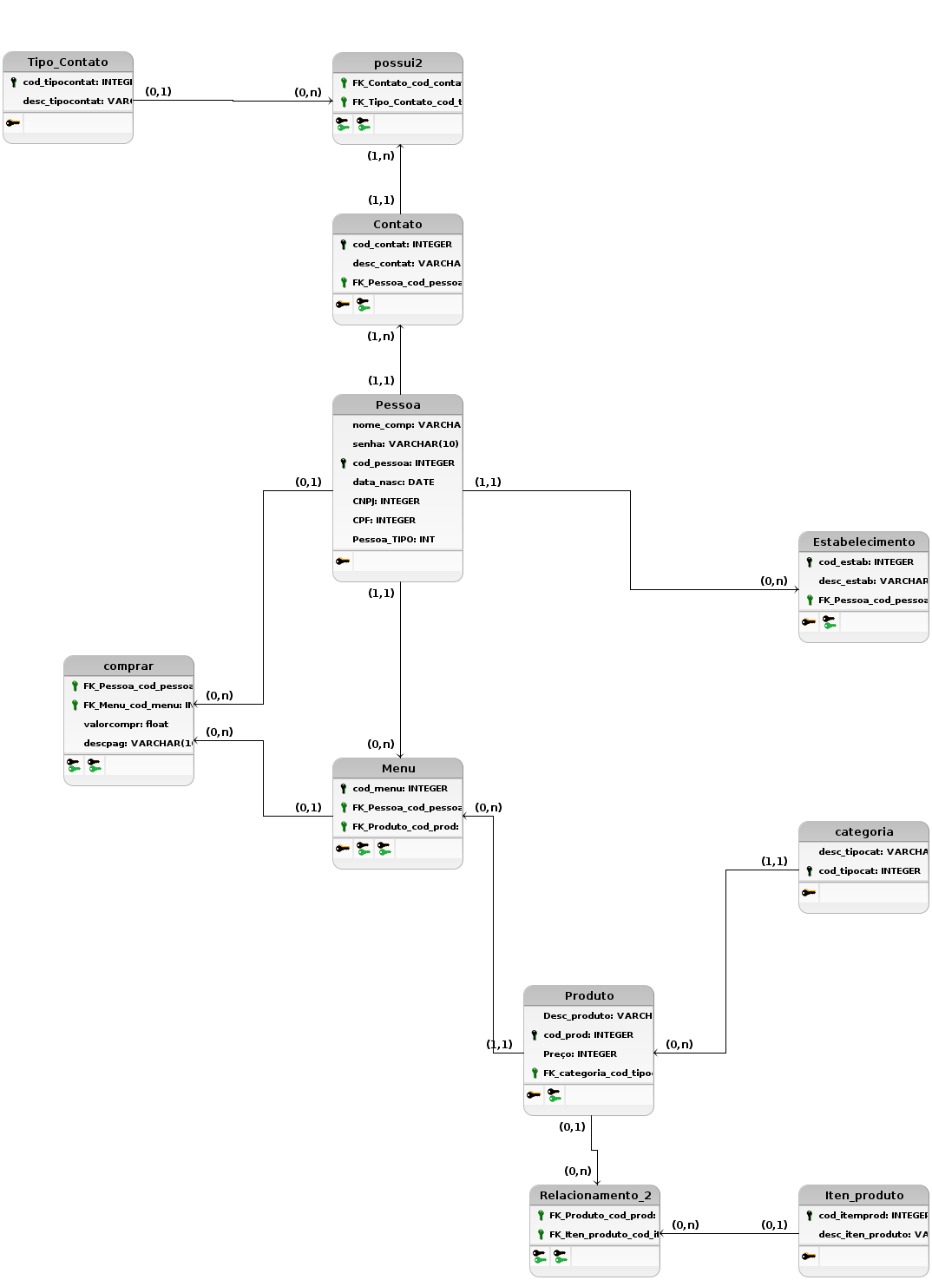 Tipo_Contato
cod_tipocontat: INTEG
desc_tipocontat: VAR
(0,1)
(0,n)
possui2
FK_Contato_cod_conta
FK_Tipo_Contato_cod_t
(1,n)
(1,1)
Contato
cod_contat: INTEGER
desc_contat: VARCHA
FK_Pessoa_cod_pessoa
(1,n)
(1,1)
Pessoa
nome_comp: VARCHA
senha: VARCHAR(10)
cod_pessoa: INTEGER
data_nasc: DATE
CNPJ: INTEGER
CPF: INTEGER
Pessoa_TIPO: INT
(0,1)
(1,1)
(1,1)
Estabelecimento
cod_estab: INTEGER
desc_estab: VARCHAR
FK_Pessoa_cod_pessoa
(0,n)
comprar
FK_Pessoa_cod_pessoa
FK_Menu_cod_menu: IN
valorcompr: float
descpag: VARCHAR(1
(0,n)
(0,n)
(0,n)
Menu
cod_menu: INTEGER
FK_Pessoa_cod_pessoa
FK_Produto_cod_prod:
(0,1)
(0,n)
categoria
desc_tipocat: VARCHA
cod_tipocat: INTEGER
(1,1)
Produto
Desc_produto: VARCH
cod_prod: INTEGER
Preço: INTEGER
FK_categoria_cod_tipo
(1,1)
(0,n)
(0,1)
(0,n)
Relacionamento_2
FK_Produto_cod_prod:
FK_Iten_produto_cod_it
(0,n)
(0,1)
Iten_produto
cod_itemprod: INTEGER
desc_iten_produto: VA